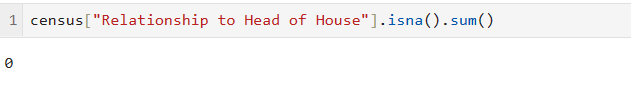 1 census["Relationship to Head of House"].isna().sum()
0